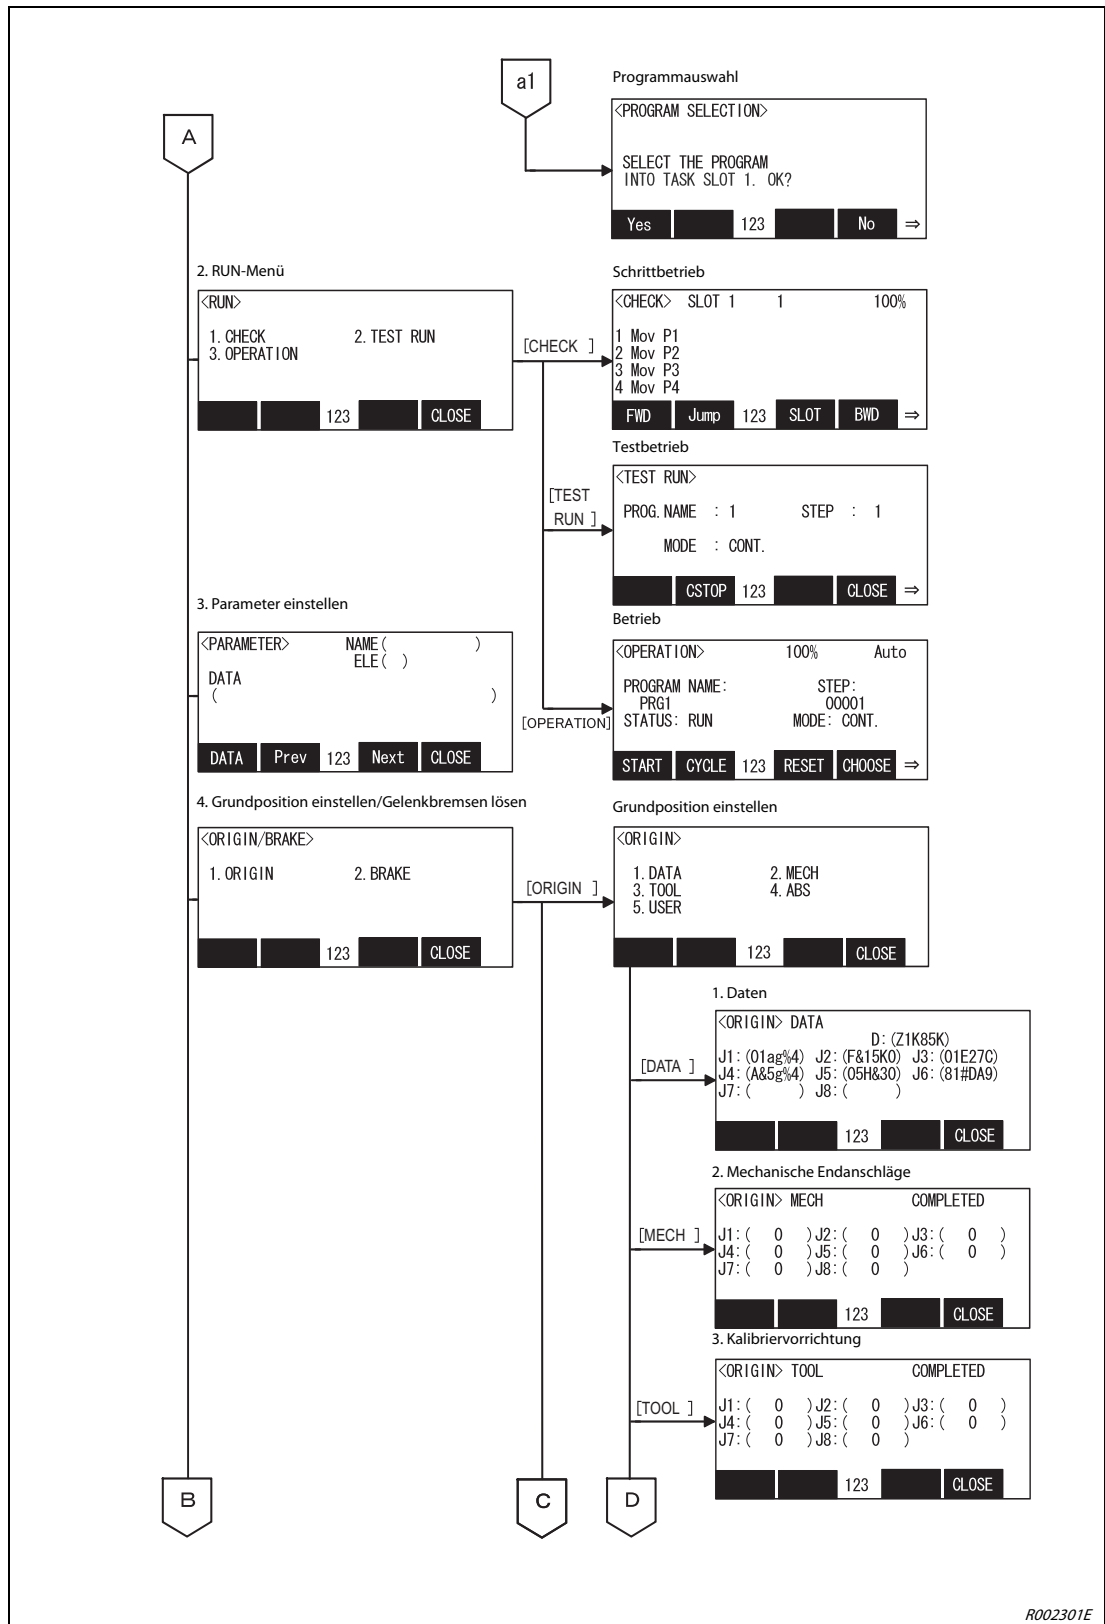 a1
Programmauswahl
<PROGRAM SELECTION>
SELECT THE PROGRAM
INTO TASK SLOT 1. OK?
Yes 123 No ⇒
A
2. RUN-Menü
<RUN>
1. CHECK 2. TEST RUN
3. OPERATION
123 CLOSE
[CHECK ]
Schrittbetrieb
<CHECK> SLOT 1 1 100%
1 Mov P1
2 Mov P2
3 Mov P3
4 Mov P4
FWD Jump 123 SLOT BWD ⇒
[TEST
RUN ]
Testbetrieb
<TEST RUN>
PROG. NAME : 1 STEP : 1
MODE : CONT.
CSTOP 123 CLOSE ⇒
3. Parameter einstellen
<PARAMETER> NAME( )
ELE( )
DATA
( )
DATA Prev 123 Next CLOSE
[OPERATION]
Betrieb
<OPERATION> 100% Auto
PROGRAM NAME: STEP:
PRG1 00001
STATUS: RUN MODE: CONT.
START CYCLE 123 RESET CHOOSE ⇒
4. Grundposition einstellen/Gelenkbremsen lösen
<ORIGIN/BRAKE>
1. ORIGIN 2. BRAKE
123 CLOSE
[ORIGIN ]
Grundposition einstellen
<ORIGIN>
1. DATA 2. MECH
3. TOOL 4. ABS
5. USER
123 CLOSE
1. Daten
[DATA ]
<ORIGIN> DATA
D:(Z1K85K)
J1:(01ag%4) J2:(F&15K0) J3:(01E27C)
J4:(A&5g%4) J5:(05H&30) J6:(81#DA9)
J7:( ) J8:( )
123 CLOSE
2. Mechanische Endanschläge
[MECH ]
<ORIGIN> MECH COMPLETED
J1:( 0 )J2:( 0 )J3:( 0 )
J4:( 0 )J5:( 0 )J6:( 0 )
J7:( 0 )J8:( 0 )
123 CLOSE
3. Kalibriervorrichtung
[TOOL ]
<ORIGIN> TOOL COMPLETED
J1:( 0 )J2:( 0 )J3:( 0 )
J4:( 0 )J5:( 0 )J6:( 0 )
J7:( 0 )J8:( 0 )
123 CLOSE
B
C
D
R002301E